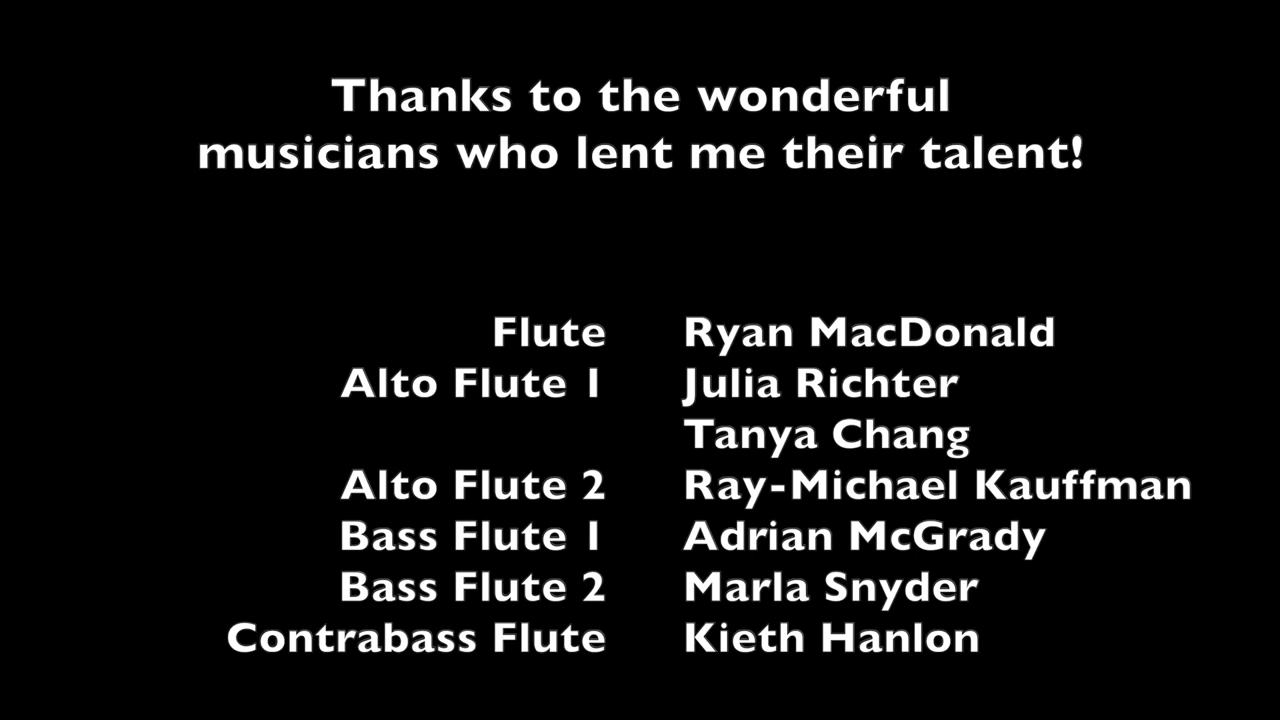 Thanks to the wonderful
musicians who lent me their talent!
Flute Ryan MacDonald
Alto Flute 1 Julia Richter
Tanya Chang
Alto Flute 2 Ray-Michael Kauffman
Bass Flute 1 Adrian McGrady
Bass Flute 2 Marla Snyder
Contrabass Flute Kieth Hanlon